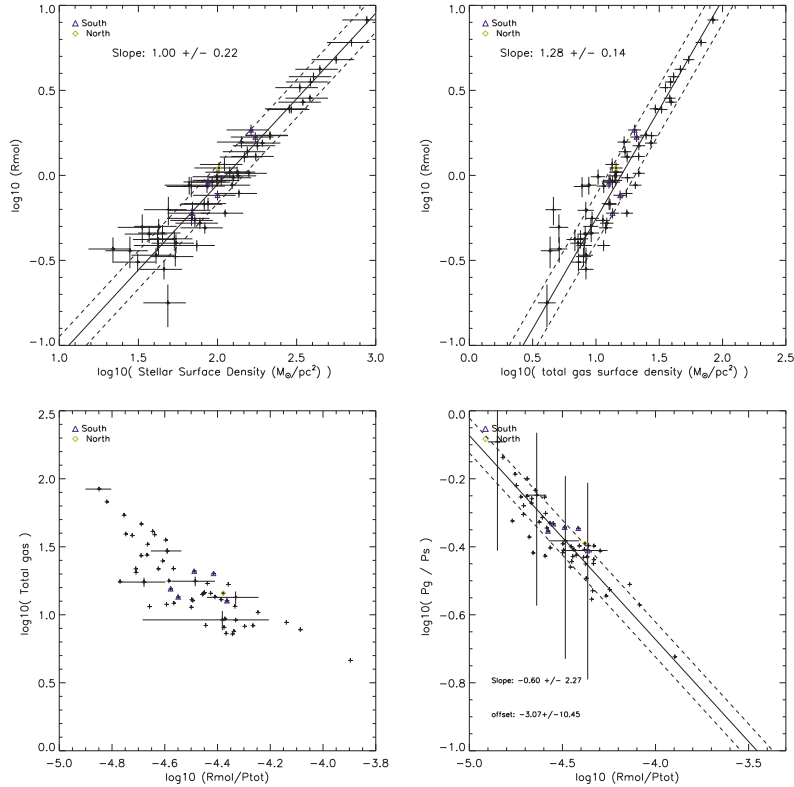 South
North
Slope: 1.00 +/- 0.22
1.0
0.5
0.0
-0.5
-1.0
log10 (Rmol)
1.0 1.5 2.0 2.5 3.0
log10( Stellar Surface Density (M⊙/pc²) )
South
North
Slope: 1.28 +/- 0.14
1.0
0.5
0.0
-0.5
-1.0
log10 (Rmol)
0.0 0.5 1.0 1.5 2.0 2.5
log10( total gas surface density (M⊙/pc²) )
South
North
2.5
2.0
1.5
1.0
0.5
0.0
log10( Total gas)
-5.0 -4.8 -4.6 -4.4 -4.2 -4.0 -3.8
log10 (Rmol/Ptot)
South
North
0.0
-0.2
-0.4
-0.6
-0.8
-1.0
log10( Pg / Ps)
Slope: -0.60 +/- 2.27
offset: -3.07+/-10.45
-5.0 -4.5 -4.0 -3.5
log10 (Rmol/Ptot)